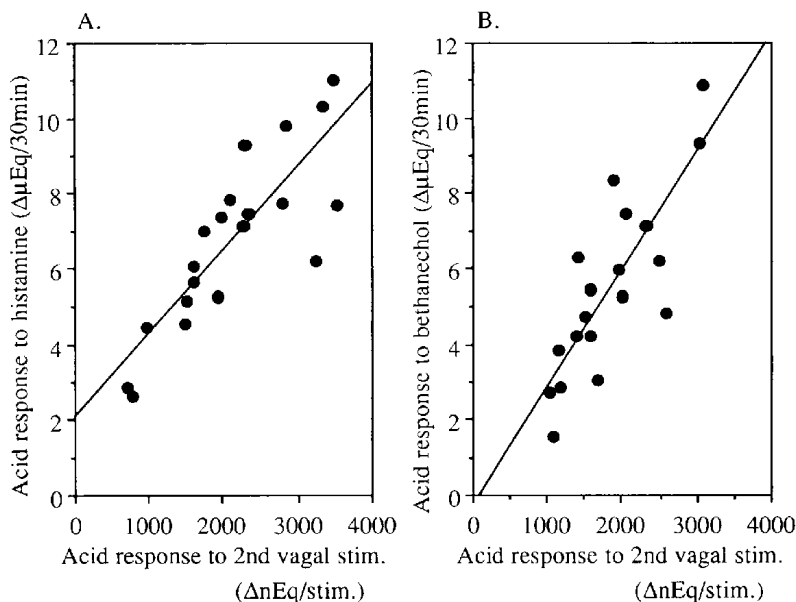 A.
Acid response to histamine (ΔμEq/30min)
12
10
8
6
4
2
0
0 1000 2000 3000 4000
Acid response to 2nd vagal stim.
(ΔnEq/stim.)
B.
Acid response to bethanechol (ΔμEq/30min)
12
10
8
6
4
2
0
0 1000 2000 3000 4000
Acid response to 2nd vagal stim.
(ΔnEq/stim.)